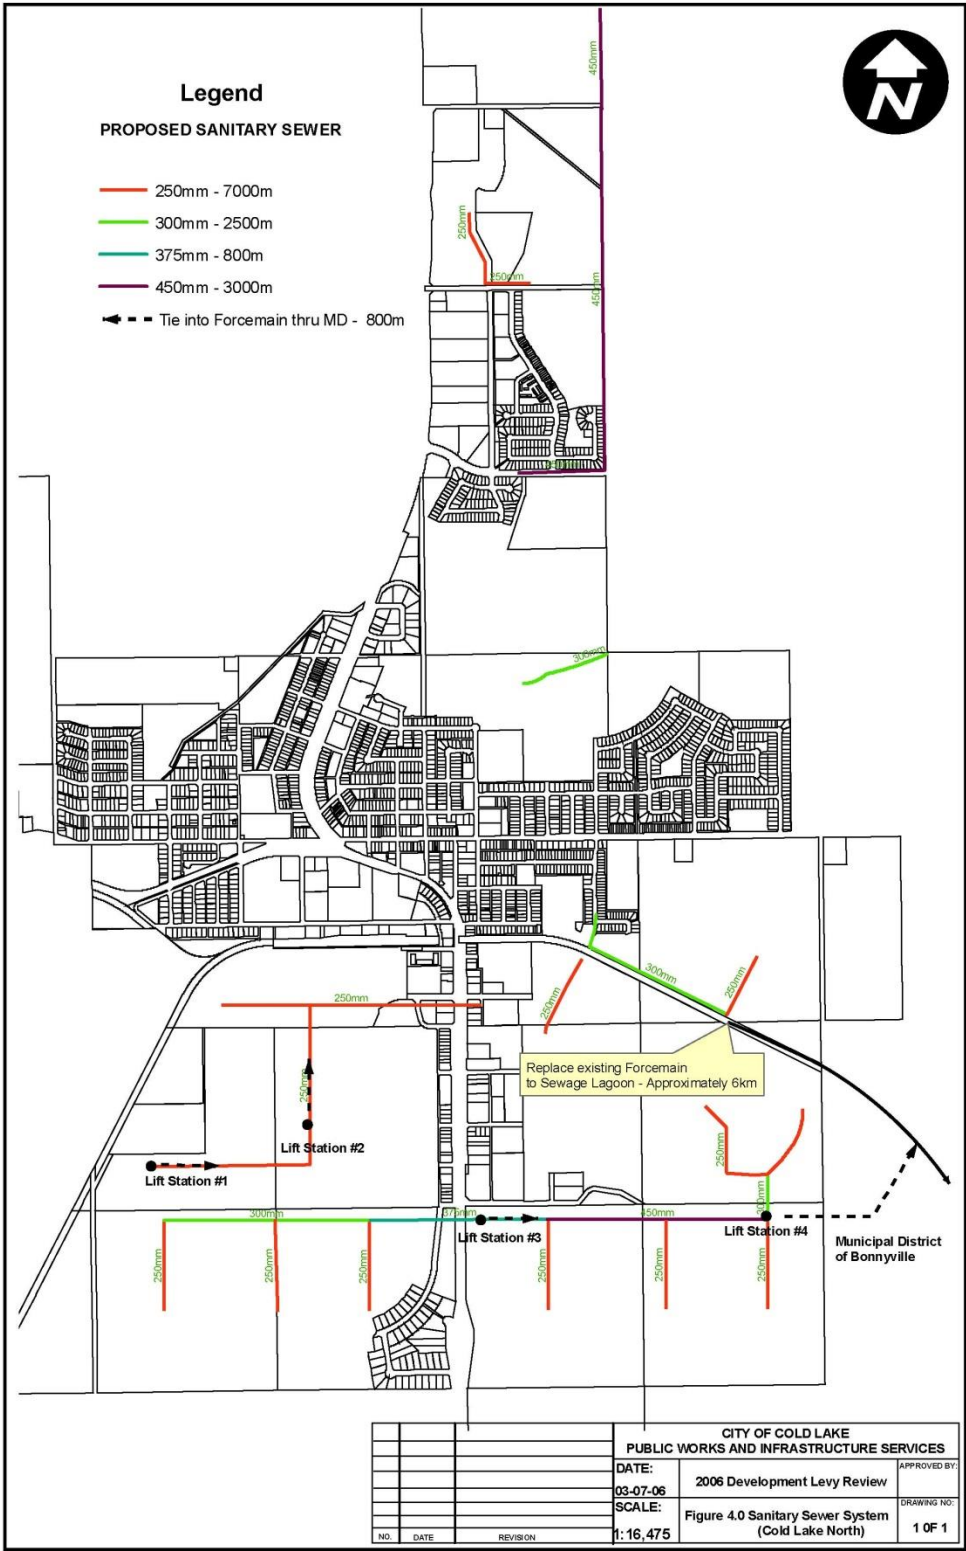 Legend
PROPOSED SANITARY SEWER
250mm - 7000m
300mm - 2500m
375mm - 800m
450mm - 3000m
Tie into Forcemain thru MD - 800m
N
450mm
250mm
250mm
450mm
450mm
300mm
300mm
250mm
250mm
250mm
Replace existing Forcemain
to Sewage Lagoon - Approximately 6km
250mm
Lift Station #2
Lift Station #1
250mm
300mm
300mm
375mm
450mm
Lift Station #3
Lift Station #4
Municipal District
of Bonnyville
250mm
250mm
250mm
250mm
250mm
250mm
CITY OF COLD LAKE
PUBLIC WORKS AND INFRASTRUCTURE SERVICES
DATE:
03-07-06
2006 Development Levy Review
APPROVED BY:
SCALE:
1:16,475
Figure 4.0 Sanitary Sewer System
(Cold Lake North)
DRAWING NO:
1 OF 1
NO. DATE REVISION